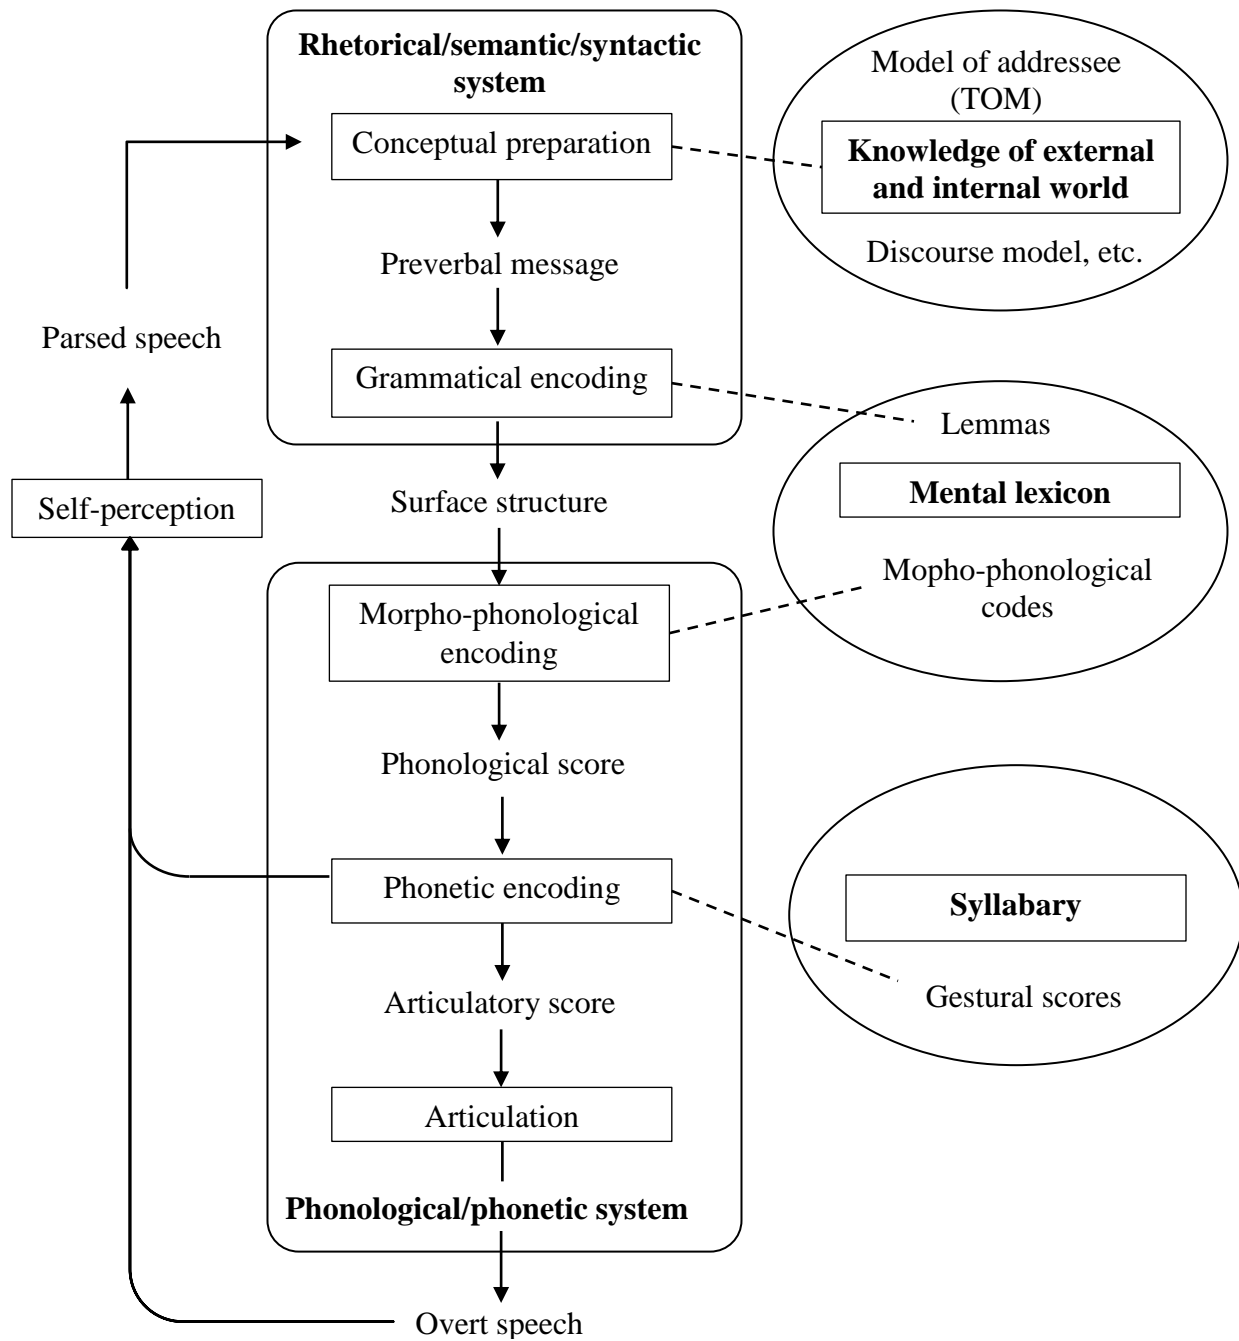 Rhetorical/semantic/syntactic
system
Conceptual preparation
Preverbal message
Grammatical encoding
Surface structure
Morpho-phonological
encoding
Phonological score
Phonetic encoding
Articulatory score
Articulation
Phonological/phonetic system
Overt speech
Parsed speech
Self-perception
Model of addressee
(TOM)
Knowledge of external
and internal world
Discourse model, etc.
Lemmas
Mental lexicon
Mopho-phonological
codes
Syllabary
Gestural scores